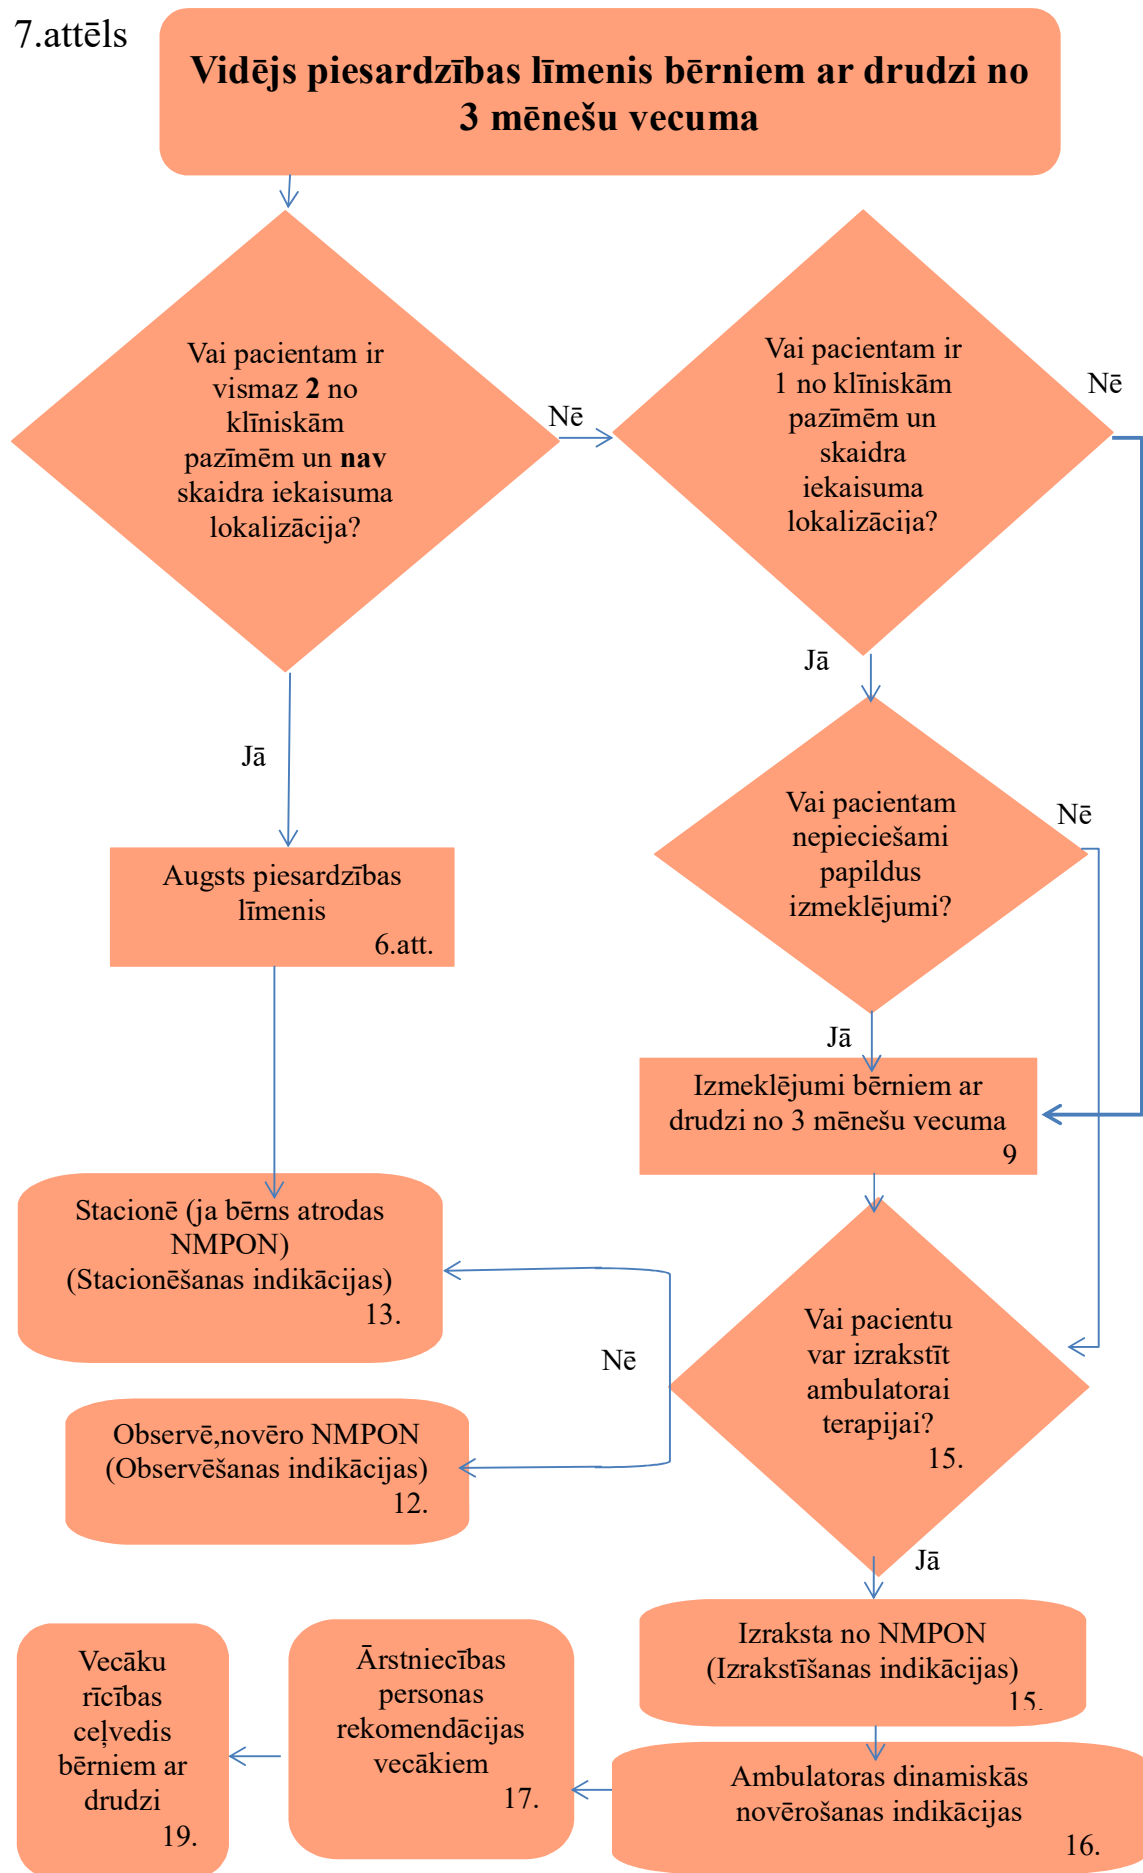 7.attēls
Vidējs piesardzības līmenis bērniem ar drudzi no
3 mēnešu vecuma
Vai pacientam ir
vismaz 2 no
klīniskām
pazīmēm un nav
skaidra iekaisuma
lokalizācija?
Nē
Vai pacientam ir
1 no klīniskām
pazīmēm un
skaidra
iekaisuma
lokalizācija?
Nē
Jā
Jā
Vai pacientam
nepieciešami
papildus
izmeklējumi?
Nē
Augsts piesardzības
līmenis
6.att.
Jā
Izmeklējumi bērniem ar
drudzi no 3 mēnešu vecuma
9
Stacionē (ja bērns atrodas
NMPON)
(Stacionēšanas indikācijas)
13.
Nē
Vai pacientu
var izrakstīt
ambulatorai
terapijai?
15.
Observē,novēro NMPON
(Observēšanas indikācijas)
12.
Jā
Izraksta no NMPON
(Izrakstīšanas indikācijas)
15.
Ambulatoras dinamiskās
novērošanas indikācijas
16.
Ārstniecības
personas
rekomendācijas
vecākiem
17.
Vecāku
rīcības
ceļvedis
bērniem ar
drudzi
19.